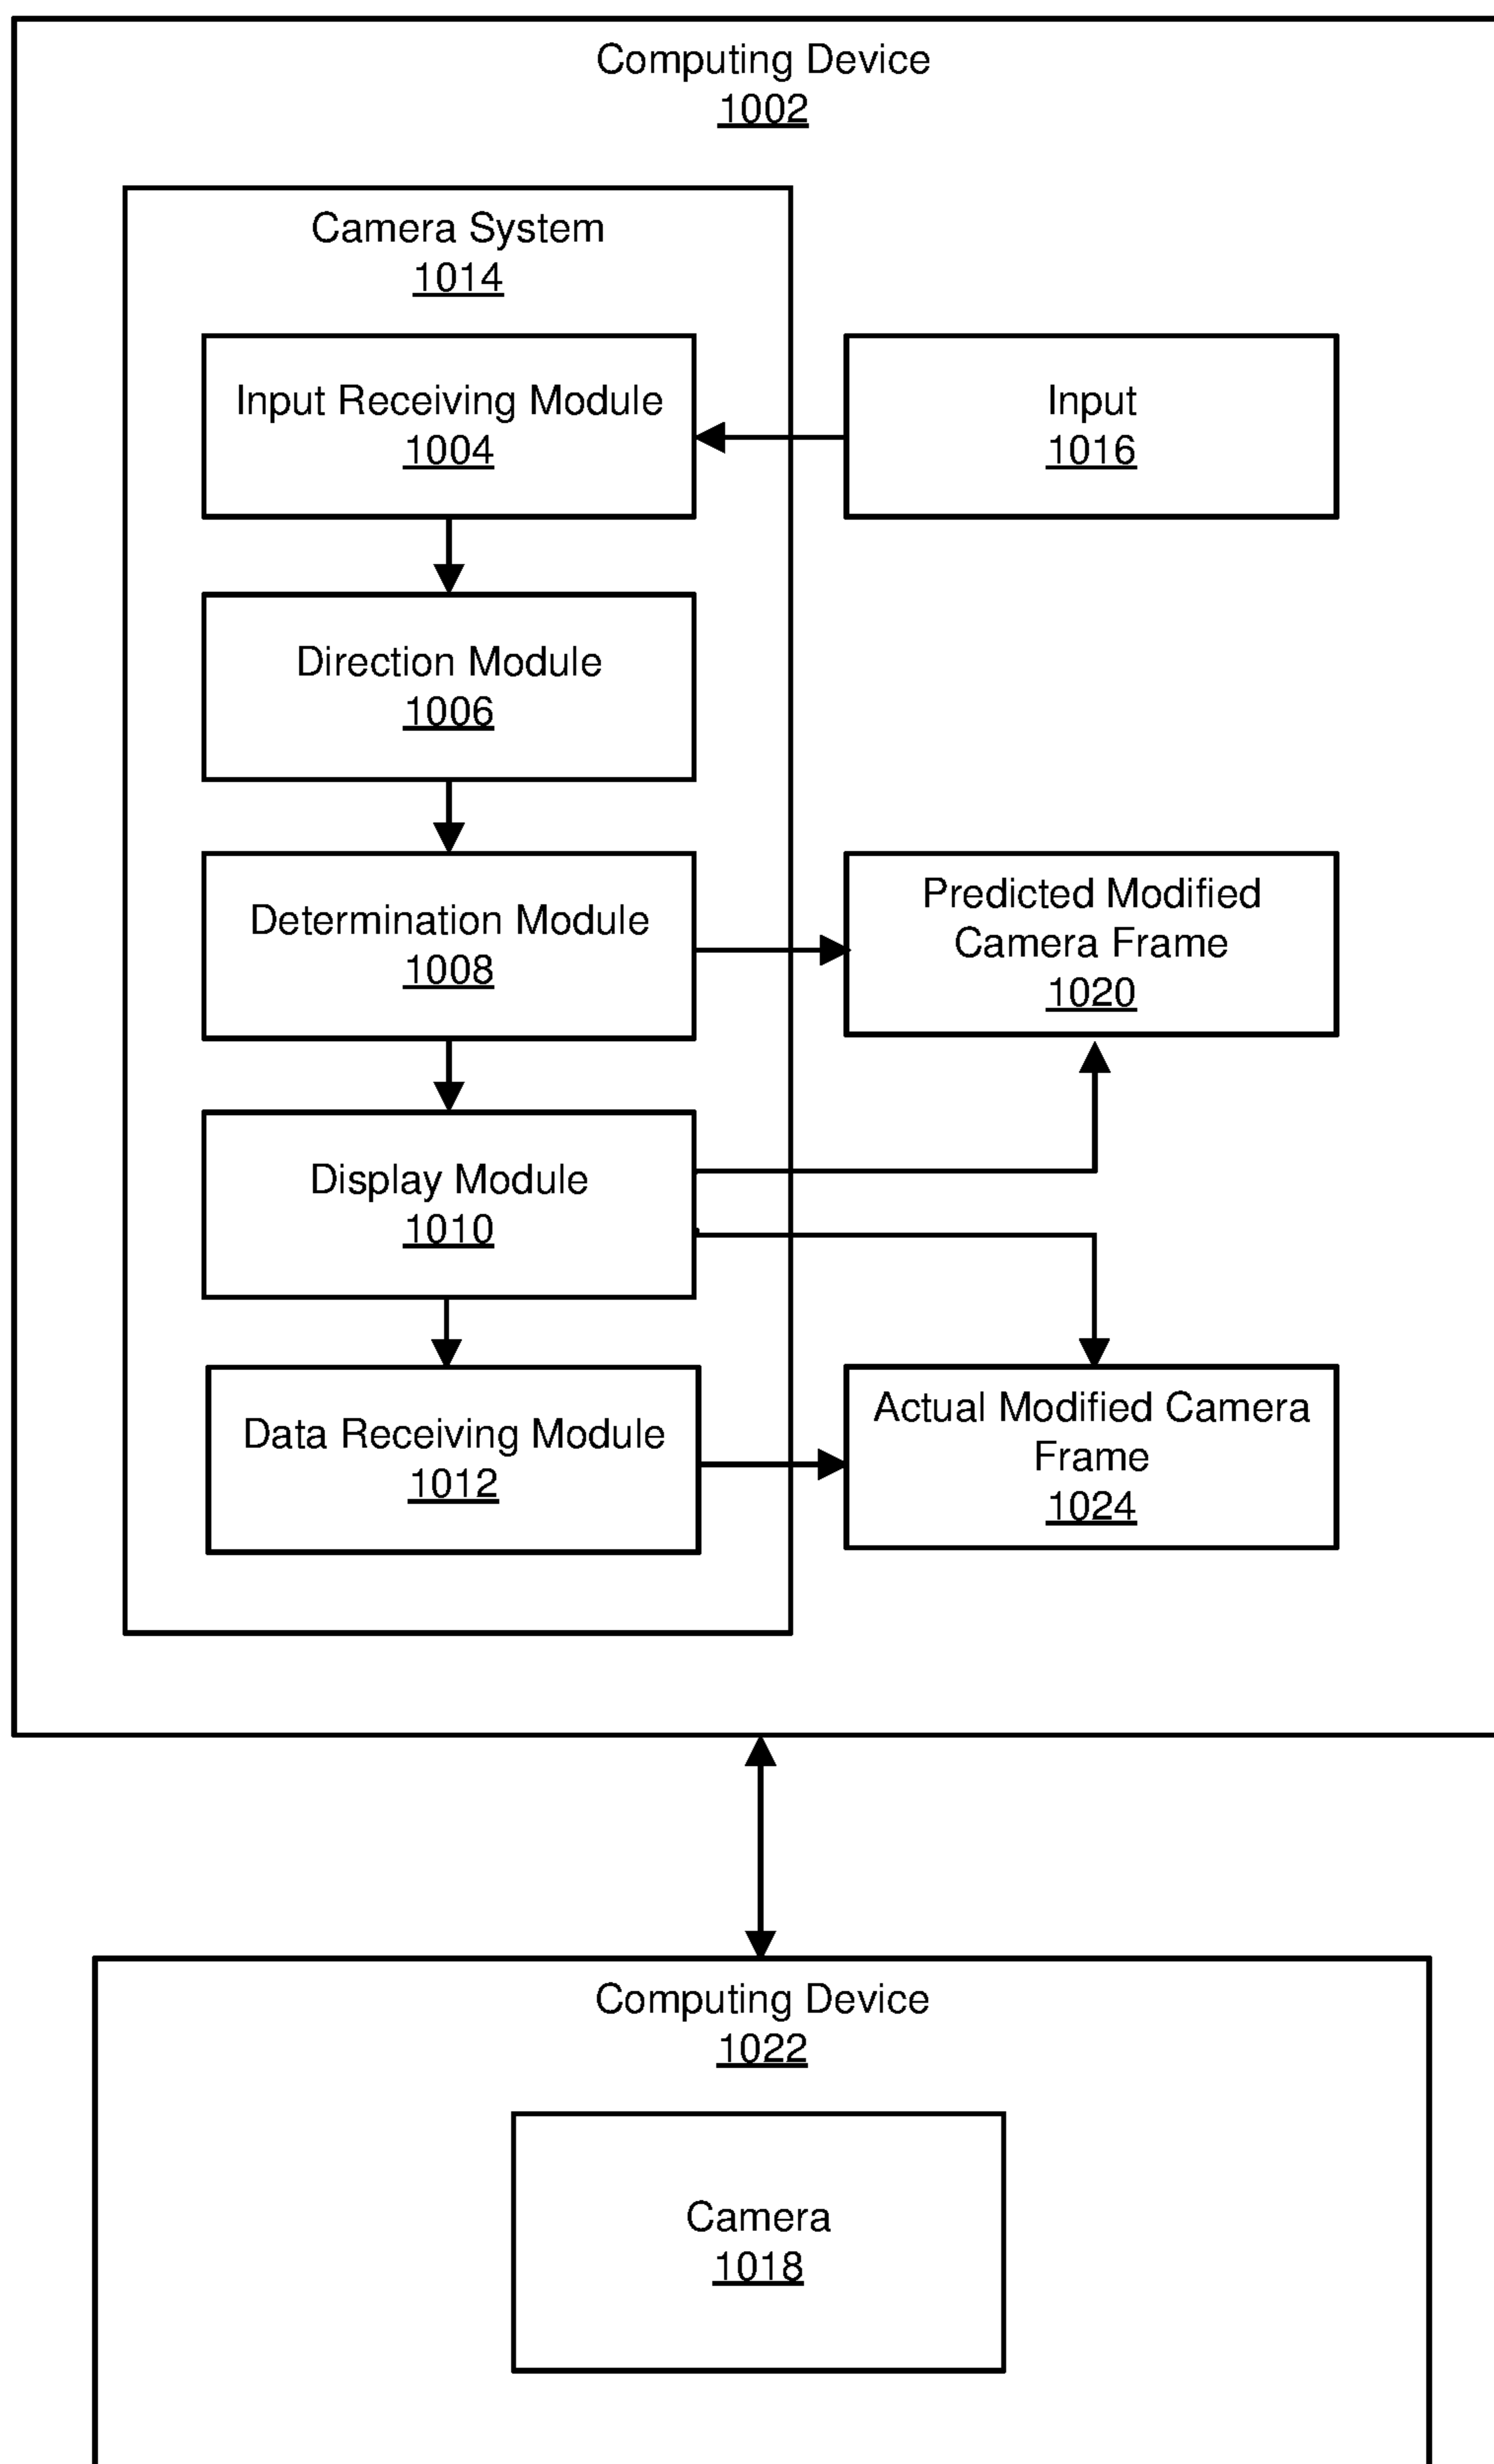 Computing Device
1002
Camera System
1014
Input Receiving Module
1004
Input
1016
Direction Module
1006
Determination Module
1008
Predicted Modified
Camera Frame
1020
Display Module
1010
Data Receiving Module
1012
Actual Modified Camera
Frame
1024
Computing Device
1022
Camera
1018